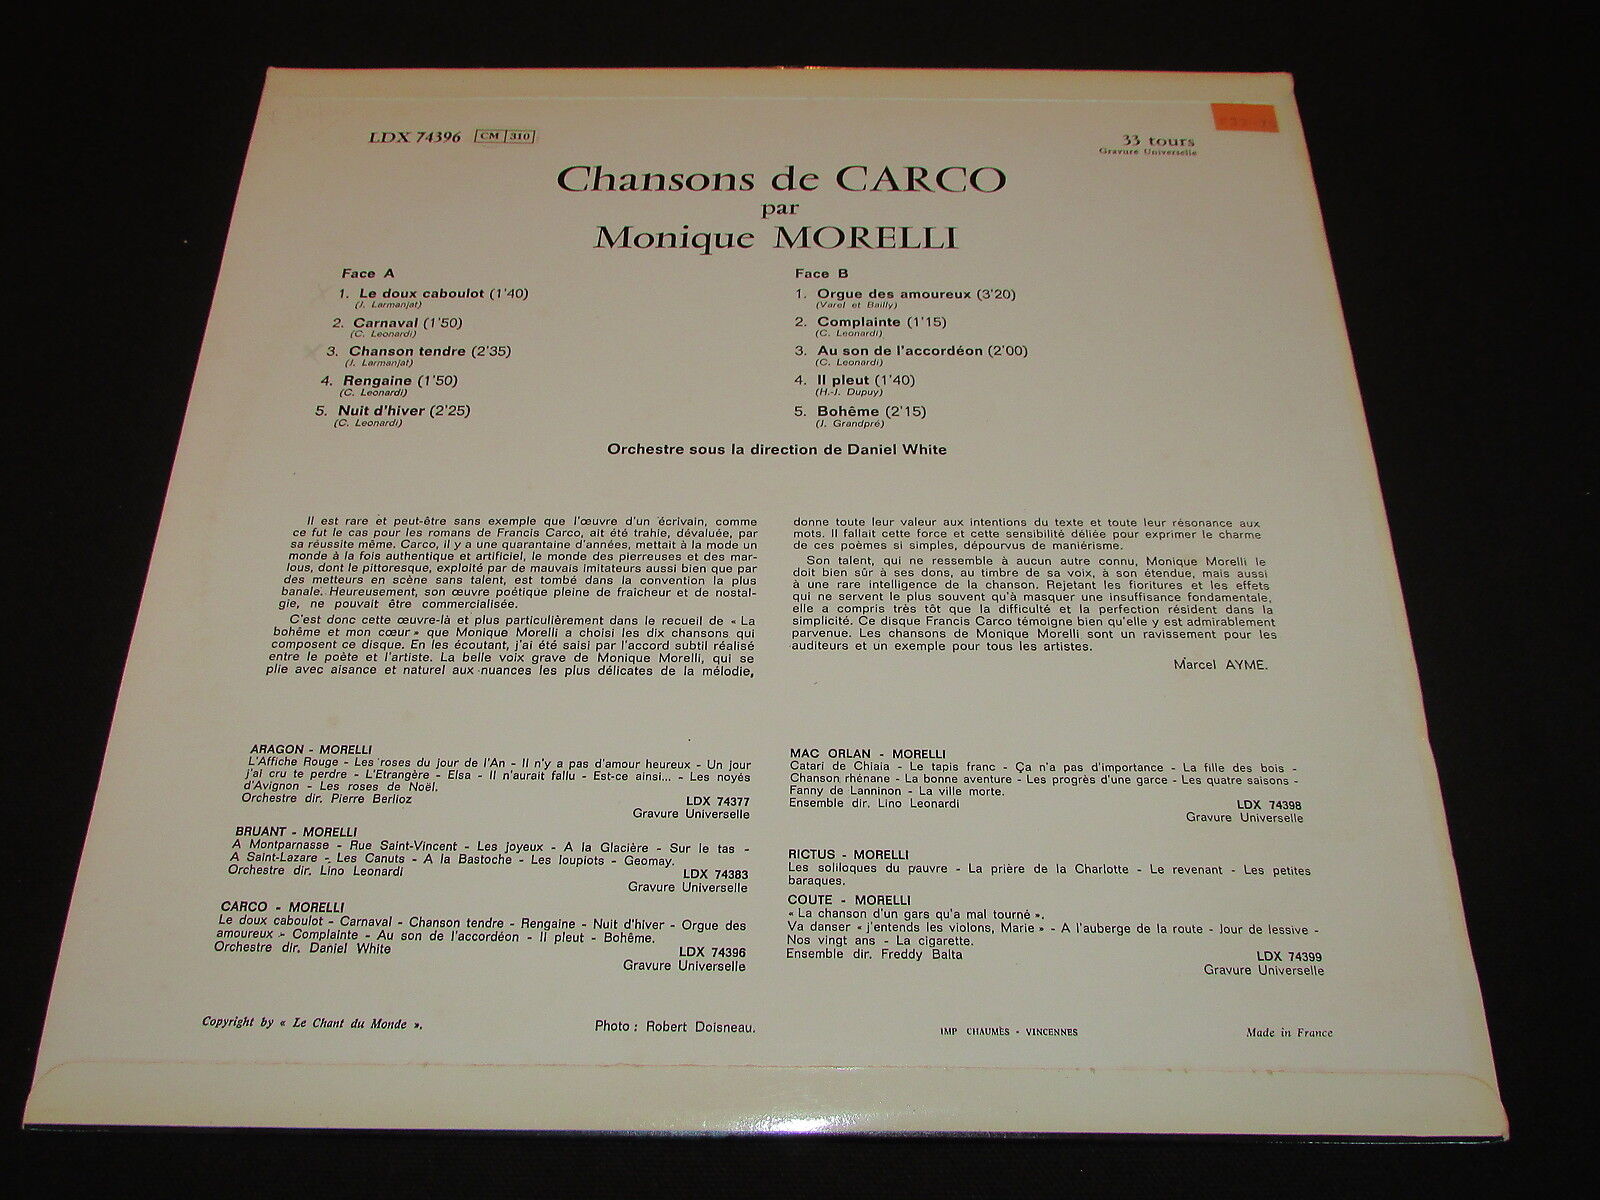 LDX 74396 CM 310
33 tours
Gravure Universelle
Chansons de CARCO
par
Monique MORELLI
Face A
1. Le doux caboulot (1'40)
(J. Larmanjat)
2. Carnaval (1'50)
(C. Leonardi)
3. Chanson tendre (2'35)
(J. Larmanjat)
4. Rengaine (1'50)
(C. Leonardi)
5. Nuit d'hiver (2'25)
(C. Leonardi)
Face B
1. Orgue des amoureux (3'20)
(Varel et Bailly)
2. Complainte (1'15)
(C. Leonardi)
3. Au son de l'accordéon (2'00)
(C. Leonardi)
4. Il pleut (1'40)
(H.-J. Dupuy)
5. Bohême (2'15)
(J. Grandpré)
Orchestre sous la direction de Daniel White
Il est rare et peut-être sans exemple que l'œuvre d'un écrivain, comme
ce fut le cas pour les romans de Francis Carco, ait été trahie, dévaluée, par
sa réussite même. Carco, il y a une quarantaine d'années, mettait à la mode un
monde à la fois authentique et artificiel, le monde des pierreuses et des mar-
lous, dont le pittoresque, exploité par de mauvais imitateurs aussi bien que par
des metteurs en scène sans talent, est tombé dans la convention la plus
banale. Heureusement, son œuvre poétique pleine de fraicheur et de nostal-
gie, ne pouvait être commercialisée.
C'est donc cette œuvre-là et plus particulièrement dans le recueil de « La
bohême et mon cœur » que Monique Morelli a choisi les dix chansons qui
composent ce disque. En les écoutant, j'ai été saisi par l'accord subtil réalisé
entre le poète et l'artiste. La belle voix grave de Monique Morelli, qui se
plie avec aisance et naturel aux nuances les plus délicates de la mélodie,
donne toute leur valeur aux intentions du texte et toute leur résonance aux
mots. Il fallait cette force et cette sensibilité déliée pour exprimer le charme
de ces poèmes si simples, dépourvus de maniérisme.
Son talent, qui ne ressemble à aucun autre connu, Monique Morelli le
doit bien sûr à ses dons, au timbre de sa voix, à son étendue, mais aussi
à une rare intelligence de la chanson. Rejetant les fioritures et les effets
qui ne servent le plus souvent qu'à masquer une insuffisance fondamentale,
elle a compris très tôt que la difficulté et la perfection résident dans la
simplicité. Ce disque Francis Carco témoigne bien qu'elle y est admirablement
parvenue. Les chansons de Monique Morelli sont un ravissement pour les
auditeurs et un exemple pour tous les artistes.
Marcel AYME.
ARAGON - MORELLI
L'Affiche Rouge - Les roses du jour de l'An - Il n'y a pas d'amour heureux - Un jour
j'ai cru te perdre - L'Etrangère - Elsa - Il n'aurait fallu - Est-ce ainsi... - Les noyés
d'Avignon - Les roses de Noël.
Orchestre dir. Pierre Berlioz
LDX 74377
Gravure Universelle
BRUANT - MORELLI
A Montparnasse - Rue Saint-Vincent - Les joyeux - A la Glacière - Sur le tas -
A Saint-Lazare - Les Canuts - A la Bastoche - Les loupiots - Geomay.
Orchestre dir. Lino Leonardi
LDX 74383
Gravure Universelle
CARCO - MORELLI
Le doux caboulot - Carnaval - Chanson tendre - Rengaine - Nuit d'hiver - Orgue des
amoureux - Complainte - Au son de l'accordéon - Il pleut - Bohême.
Orchestre dir. Daniel White
LDX 74396
Gravure Universelle
MAC ORLAN - MORELLI
Catari de Chiaia - Le tapis franc - Ça n'a pas d'importance - La fille des bois -
Chanson rhénane - La bonne aventure - Les progrès d'une garce - Les quatre saisons -
Fanny de Lanninon - La ville morte.
Ensemble dir. Lino Leonardi
LDX 74398
Gravure Universelle
RICTUS - MORELLI
Les soliloques du pauvre - La prière de la Charlotte - Le revenant - Les petites
baraques.
COUTE - MORELLI
« La chanson d'un gars qu'a mal tourné ».
Va danser « j'entends les violons, Marie » - A l'auberge de la route - Jour de lessive -
Nos vingt ans - La cigarette.
Ensemble dir. Freddy Balta
LDX 74399
Gravure Universelle
Copyright by « Le Chant du Monde ».
Photo : Robert Doisneau.
IMP CHAUMÈS - VINCENNES
Made in France